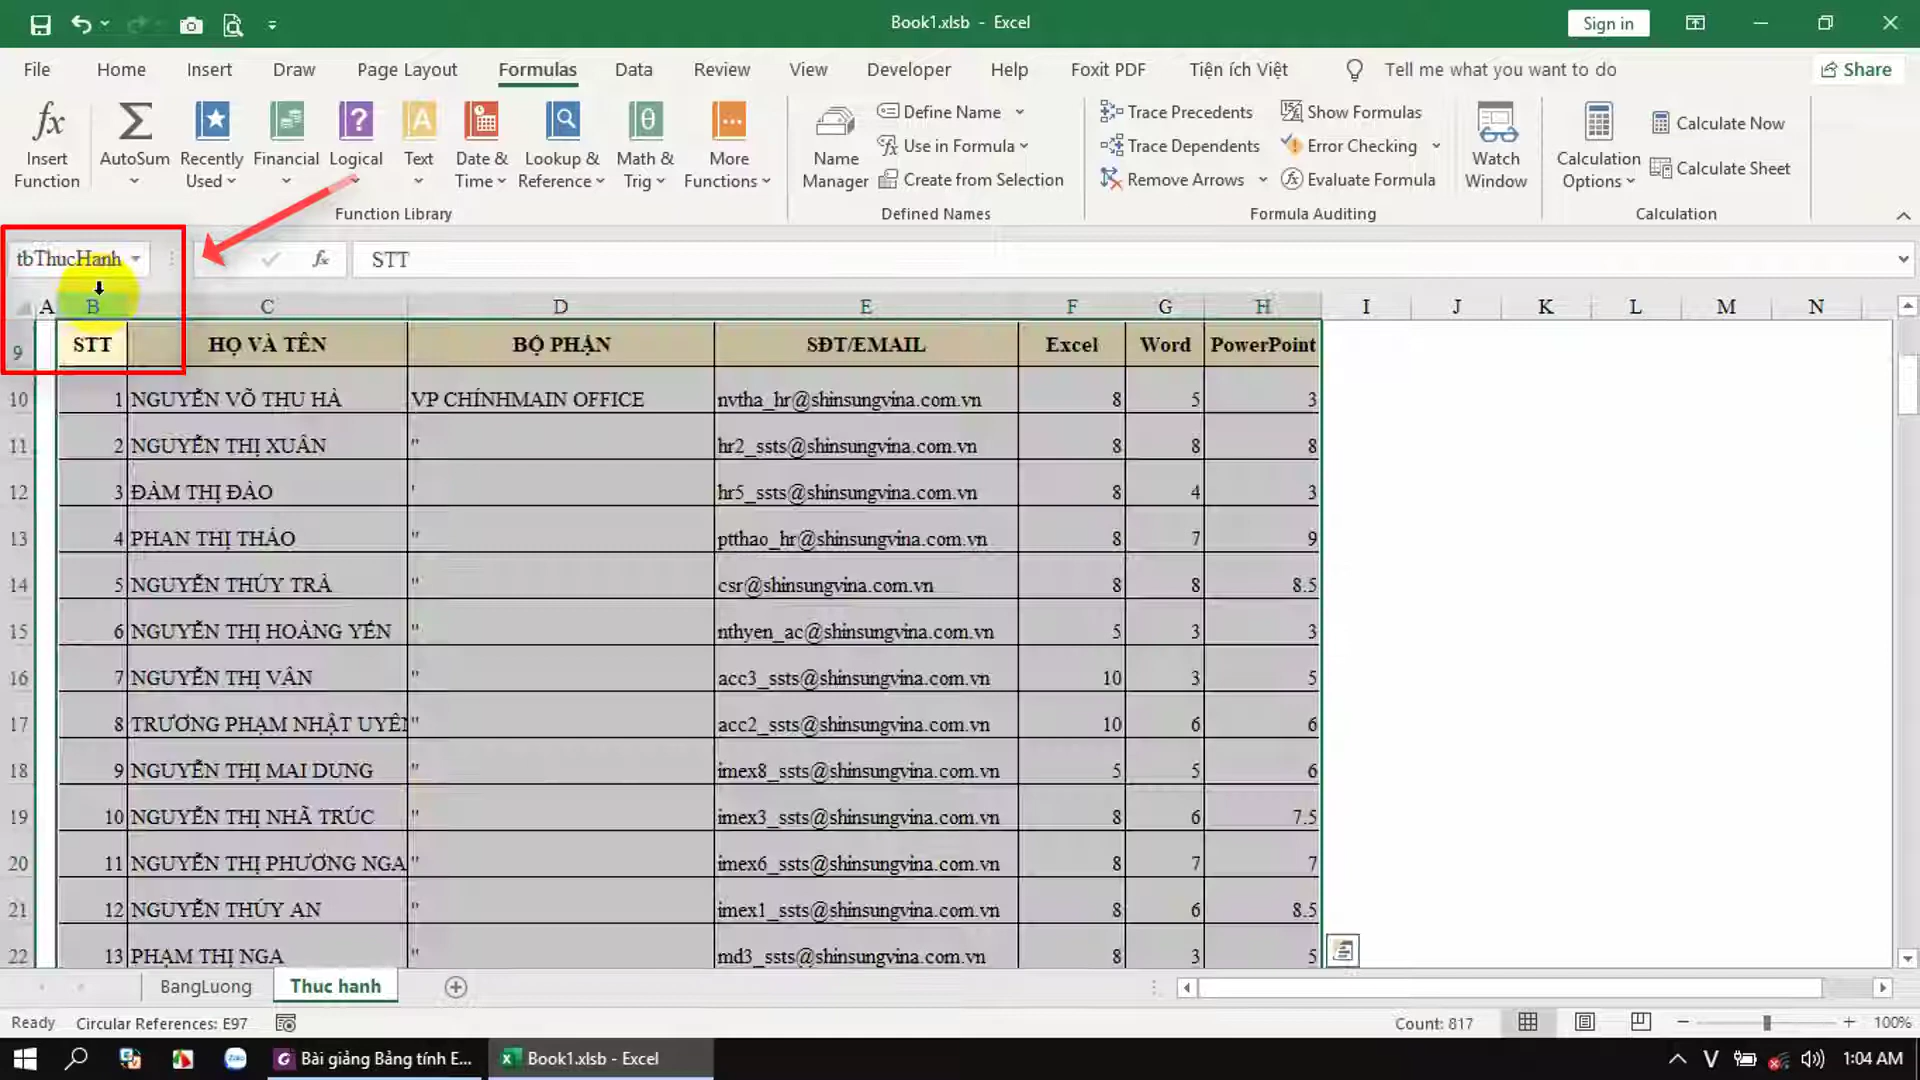 Book1.xlsb - Excel
Sign in
File Home Insert Draw Page Layout Formulas Data Review View Developer Help Foxit PDF Tiện ích Việt Tell me what you want to do Share
Insert Function
AutoSum
Recently Used
Financial
Logical
Text
Date & Time
Lookup & Reference
Math & Trig
More Functions
Function Library
Name Manager
Define Name
Use in Formula
Create from Selection
Defined Names
Trace Precedents
Trace Dependents
Remove Arrows
Show Formulas
Error Checking
Evaluate Formula
Formula Auditing
Watch Window
Calculation Options
Calculate Now
Calculate Sheet
Calculation
tbThucHanh fx STT
A B C D E F G H I J K L M N
9 STT HỌ VÀ TÊN BỘ PHẬN SĐT/EMAIL Excel Word PowerPoint
10 1 NGUYỄN VÕ THU HÀ VP CHÍNHMAIN OFFICE nvtha_hr@shinsungvina.com.vn 8 5 3
11 2 NGUYỄN THỊ XUÂN " hr2_ssts@shinsungvina.com.vn 8 8 8
12 3 ĐÀM THỊ ĐÀO ' hr5_ssts@shinsungvina.com.vn 8 4 3
13 4 PHAN THỊ THẢO " ptthao_hr@shinsungvina.com.vn 8 7 9
14 5 NGUYỄN THÚY TRÀ " csr@shinsungvina.com.vn 8 8 8.5
15 6 NGUYỄN THỊ HOÀNG YẾN " nthyen_ac@shinsungvina.com.vn 5 3 3
16 7 NGUYỄN THỊ VÂN " acc3_ssts@shinsungvina.com.vn 10 3 5
17 8 TRƯƠNG PHẠM NHẬT UYÊN " acc2_ssts@shinsungvina.com.vn 10 6 6
18 9 NGUYỄN THỊ MAI DUNG " imex8_ssts@shinsungvina.com.vn 5 5 6
19 10 NGUYỄN THỊ NHÃ TRÚC " imex3_ssts@shinsungvina.com.vn 8 6 7.5
20 11 NGUYỄN THỊ PHƯƠNG NGA " imex6_ssts@shinsungvina.com.vn 8 7 7
21 12 NGUYỄN THÚY AN " imex1_ssts@shinsungvina.com.vn 8 6 8.5
22 13 PHẠM THỊ NGA " md3_ssts@shinsungvina.com.vn 8 3 5
BangLuong Thuc hanh
Ready Circular References: E97 Count: 817 100%
Bài giảng Bảng tính E... Book1.xlsb - Excel 1:04 AM